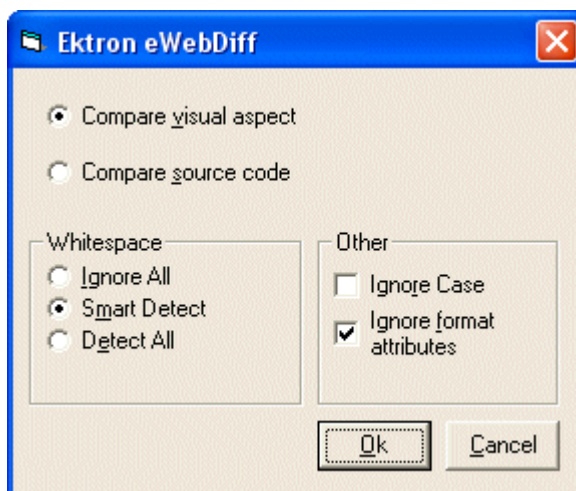 Ektron eWebDiff
Compare visual aspect
Compare source code
Whitespace
Ignore All
Smart Detect
Detect All
Other
Ignore Case
Ignore format
attributes
Ok
Cancel